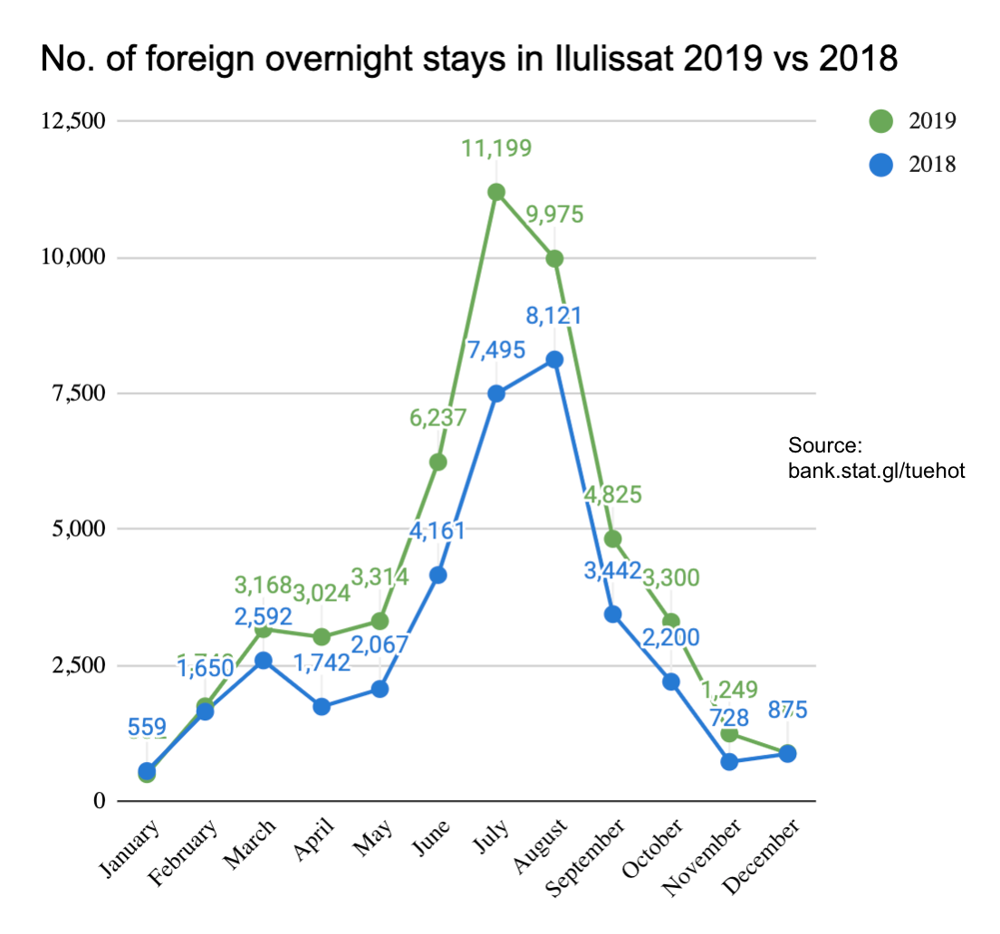 No. of foreign overnight stays in Ilulissat 2019 vs 2018
12,500
2019
11,199
2018
9,975
10,000
8,121
7,495
7,500
6,237
Source:
bank.stat.gl/tuehot
4,825
5,000
4,161
3,442
3,300
3,168
3,024
3,314
2,592
2,067
2,200
1,742
1,650
2,500
1,249
728
875
559
0
January
February
March
April
May
June
July
August
September
October
November
December